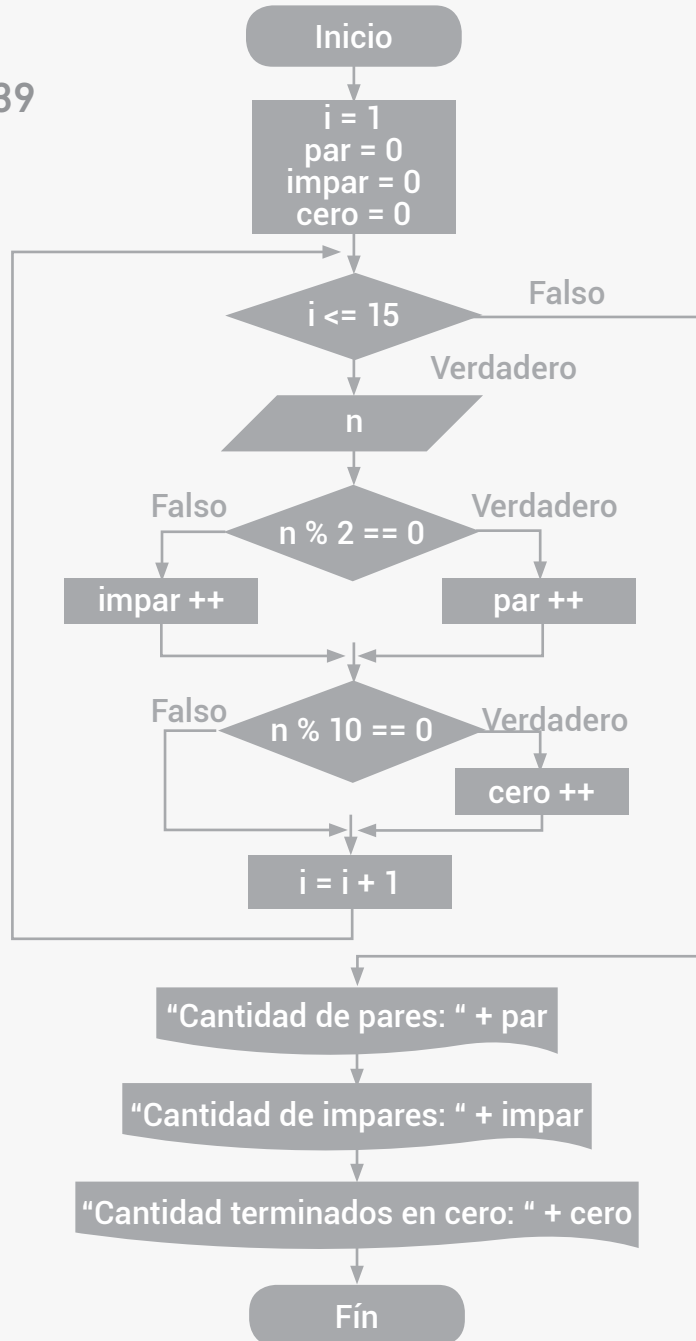 Inicio
39
i = 1
par = 0
impar = 0
cero = 0
i <= 15
Falso
Verdadero
n
Falso
n % 2 == 0
Verdadero
impar ++
par ++
Falso
n % 10 == 0
Verdadero
cero ++
i = i + 1
“Cantidad de pares: “ + par
“Cantidad de impares: “ + impar
“Cantidad terminados en cero: “ + cero
Fín